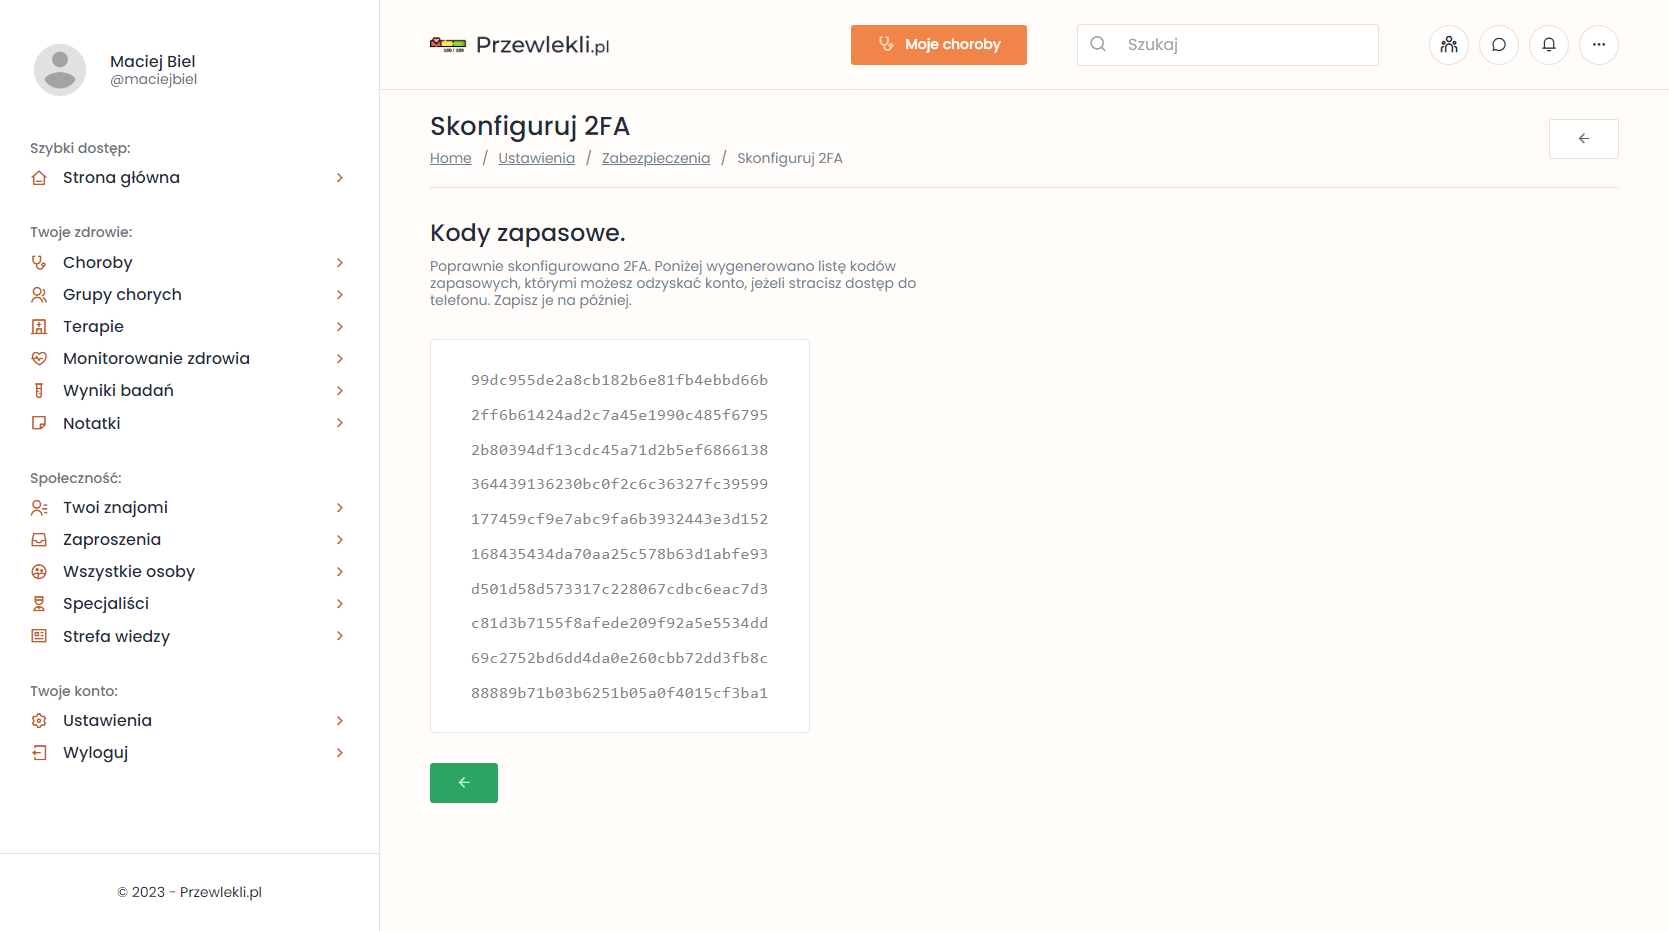 Maciej Biel
@maciejbiel
Szybki dostęp:
Strona główna
Twoje zdrowie:
Choroby
Grupy chorych
Terapie
Monitorowanie zdrowia
Wyniki badań
Notatki
Społeczność:
Twoi znajomi
Zaproszenia
Wszystkie osoby
Specjaliści
Strefa wiedzy
Twoje konto:
Ustawienia
Wyloguj
© 2023 - Przewlekli.pl
100 / 100
Przewlekli.pl
Moje choroby
Szukaj
Skonfiguruj 2FA
Home / Ustawienia / Zabezpieczenia / Skonfiguruj 2FA
Kody zapasowe.
Poprawnie skonfigurowano 2FA. Poniżej wygenerowano listę kodów
zapasowych, którymi możesz odzyskać konto, jeżeli stracisz dostęp do
telefonu. Zapisz je na później.
99dc955de2a8cb182b6e81fb4ebbd66b
2ff6b61424ad2c7a45e1990c485f6795
2b80394df13cdc45a71d2b5ef6866138
364439136230bc0f2c6c36327fc39599
177459cf9e7abc9fa6b3932443e3d152
168435434da70aa25c578b63d1abfe93
d501d58d573317c228067cdbc6eac7d3
c81d3b7155f8afede209f92a5e5534dd
69c2752bd6dd4da0e260cbb72dd3fb8c
88889b71b03b6251b05a0f4015cf3ba1